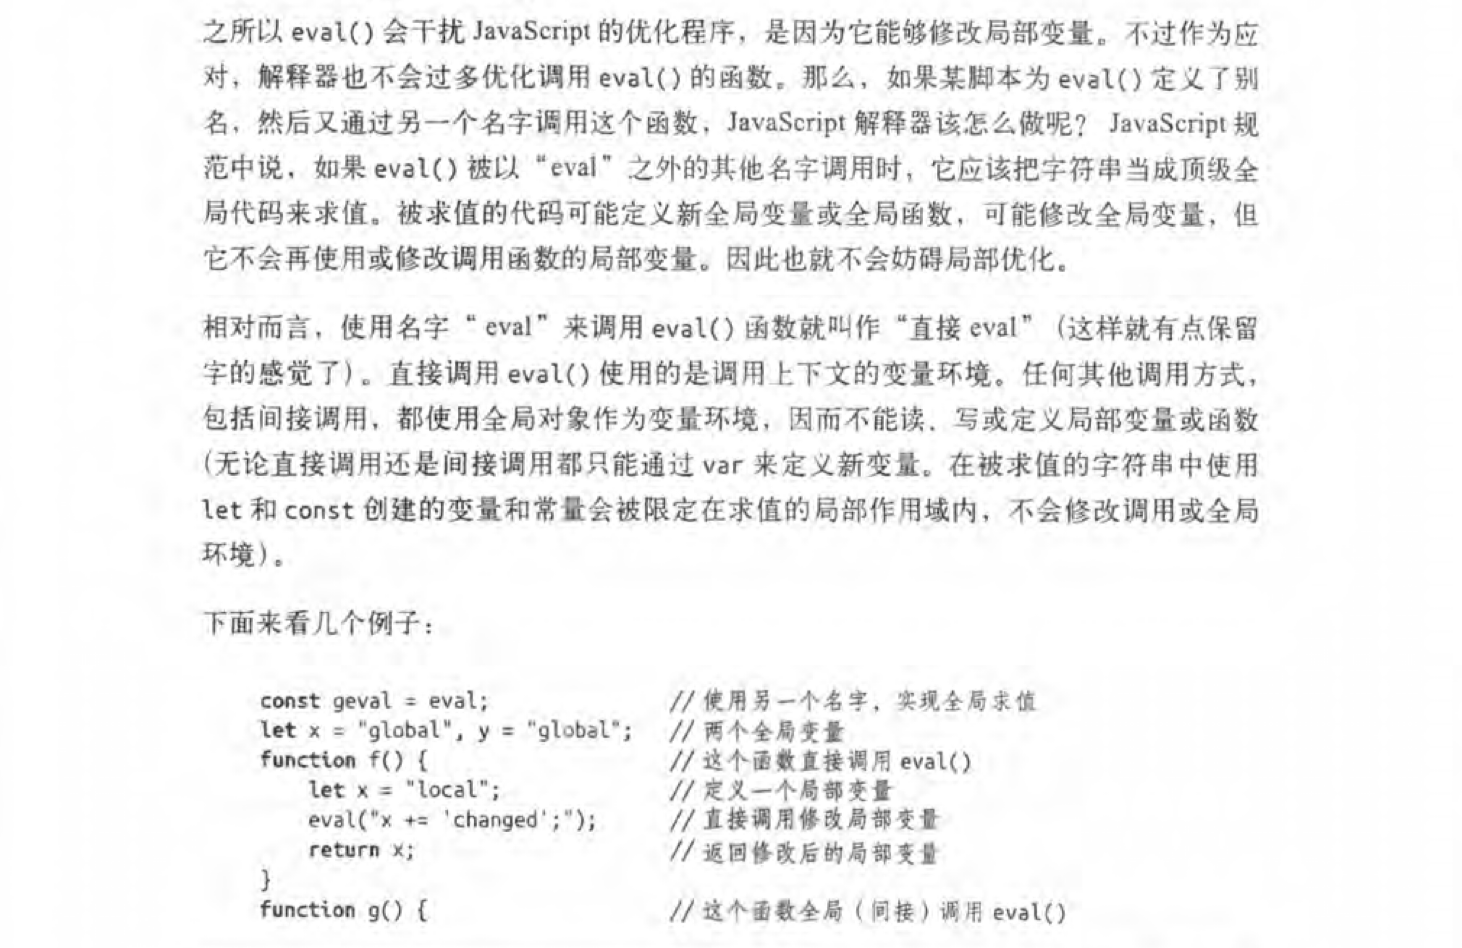 之所以 eval() 会干扰 JavaScript 的优化程序，是因为它能够修改局部变量。不过作为应
对，解释器也不会过多优化调用 eval() 的函数。那么，如果某脚本为 eval() 定义了别
名，然后又通过另一个名字调用这个函数，JavaScript 解释器该怎么做呢？ JavaScript 规
范中说，如果 eval() 被以“eval”之外的其他名字调用时，它应该把字符串当成顶级全
局代码来求值。被求值的代码可能定义新全局变量或全局函数，可能修改全局变量，但
它不会再使用或修改调用函数的局部变量。因此也就不会妨碍局部优化。
相对而言，使用名字“ eval”来调用 eval() 函数就叫作“直接 eval”（这样就有点保留
字的感觉了）。直接调用 eval() 使用的是调用上下文的变量环境。任何其他调用方式，
包括间接调用，都使用全局对象作为变量环境，因而不能读、写或定义局部变量或函数
（无论直接调用还是间接调用都只能通过 var 来定义新变量。在被求值的字符串中使用
let 和 const 创建的变量和常量会被限定在求值的局部作用域内，不会修改调用或全局
环境）。
下面来看几个例子：
const geval = eval; // 使用另一个名字，实现全局求值
let x = "global", y = "global"; // 两个全局变量
function f() { // 这个函数直接调用 eval()
let x = "local"; // 定义一个局部变量
eval("x += 'changed';"); // 直接调用修改局部变量
return x; // 返回修改后的局部变量
}
function g() { // 这个函数全局（间接）调用 eval()